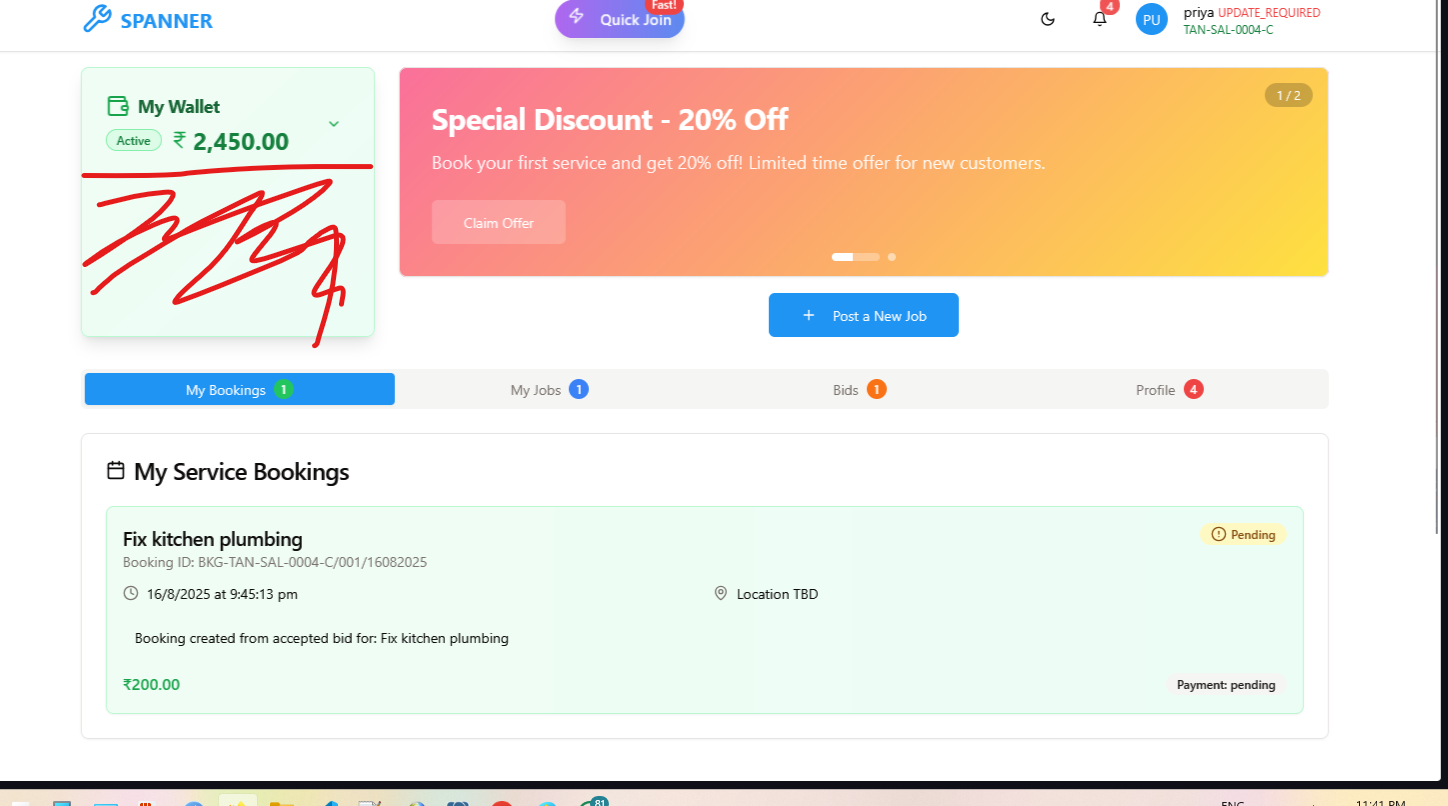 SPANNER
Quick Join
Fast!
4
PU
priya UPDATE_REQUIRED
TAN-SAL-0004-C
My Wallet
Active ₹ 2,450.00
1 / 2
Special Discount - 20% Off
Book your first service and get 20% off! Limited time offer for new customers.
Claim Offer
+ Post a New Job
My Bookings 1
My Jobs 1
Bids 1
Profile 4
My Service Bookings
Fix kitchen plumbing
Pending
Booking ID: BKG-TAN-SAL-0004-C/001/16082025
16/8/2025 at 9:45:13 pm
Location TBD
Booking created from accepted bid for: Fix kitchen plumbing
₹200.00
Payment: pending
81
ENG
11:41 PM